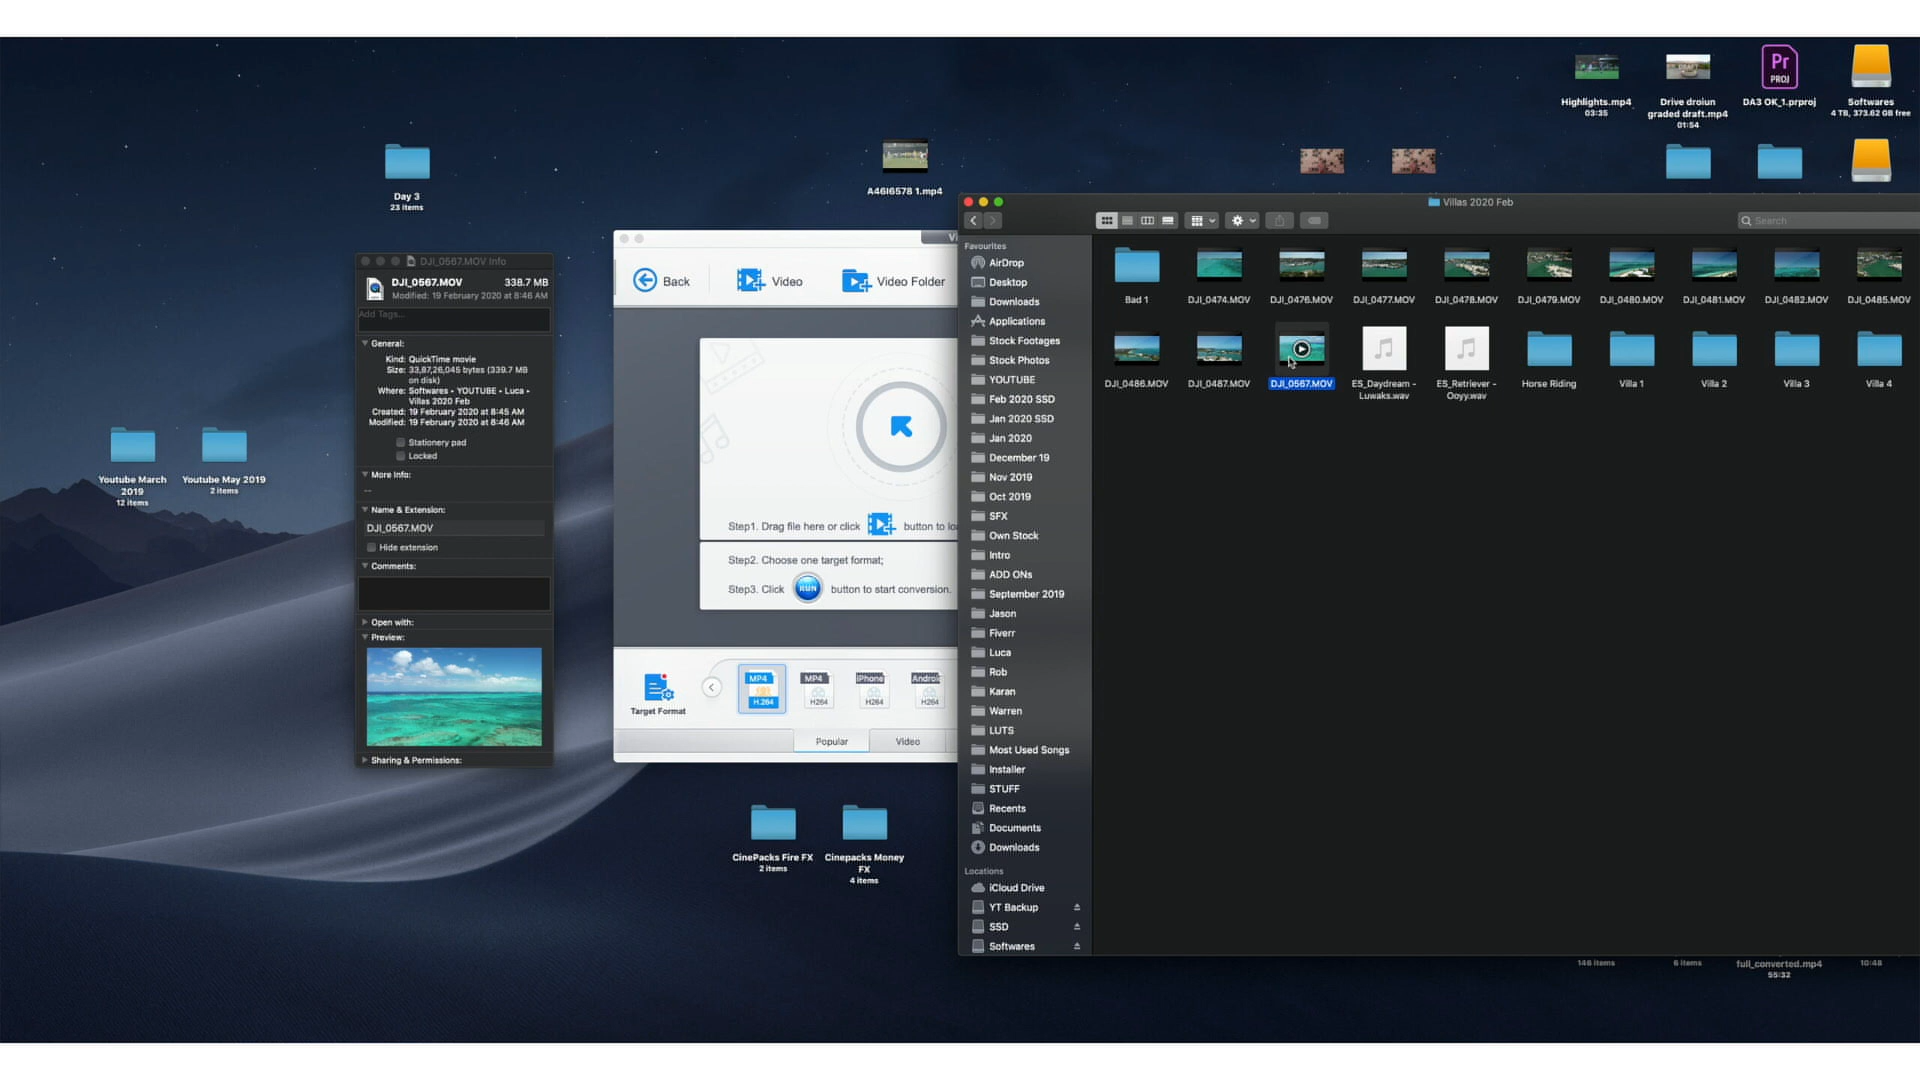 Highlights.mp4
03:35
Drive droiun
graded draft.mp4
01:54
Pr
PROJ
DA3 OK_1.prproj
Softwares
4 TB, 373.62 GB free
Day 3
23 items
A46I6578 1.mp4
Youtube March
2019
12 items
Youtube May 2019
2 items
DJI_0567.MOV Info
DJI_0567.MOV 338.7 MB
Modified: 19 February 2020 at 8:46 AM
Add Tags...
General:
Kind: QuickTime movie
Size: 33,87,26,045 bytes (339.7 MB
on disk)
Where: Softwares • YOUTUBE • Luca •
Villas 2020 Feb
Created: 19 February 2020 at 8:45 AM
Modified: 19 February 2020 at 8:46 AM
Stationery pad
Locked
More Info:
--
Name & Extension:
DJI_0567.MOV
Hide extension
Comments:
Open with:
Preview:
Sharing & Permissions:
Vi
Back
Video
Video Folder
Step1. Drag file here or click button to loa
Step2. Choose one target format;
Step3. Click RUN button to start conversion.
Target Format
MP4
H.264
MP4
H264
iPhone
H264
Android
H264
Popular
Video
CinePacks Fire FX
2 items
Cinepacks Money
FX
4 items
Villas 2020 Feb
Search
Favourites
AirDrop
Desktop
Downloads
Applications
Stock Footages
Stock Photos
YOUTUBE
Feb 2020 SSD
Jan 2020 SSD
Jan 2020
December 19
Nov 2019
Oct 2019
SFX
Own Stock
Intro
ADD ONs
September 2019
Jason
Fiverr
Luca
Rob
Karan
Warren
LUTS
Most Used Songs
Installer
STUFF
Recents
Documents
Downloads
Locations
iCloud Drive
YT Backup
SSD
Softwares
Bad 1
DJI_0474.MOV
DJI_0476.MOV
DJI_0477.MOV
DJI_0478.MOV
DJI_0479.MOV
DJI_0480.MOV
DJI_0481.MOV
DJI_0482.MOV
DJI_0485.MOV
DJI_0486.MOV
DJI_0487.MOV
DJI_0567.MOV
ES_Daydream -
Luwaks.wav
ES_Retriever -
Ooyy.wav
Horse Riding
Villa 1
Villa 2
Villa 3
Villa 4
146 items
6 items
full_converted.mp4
55:32
10:48